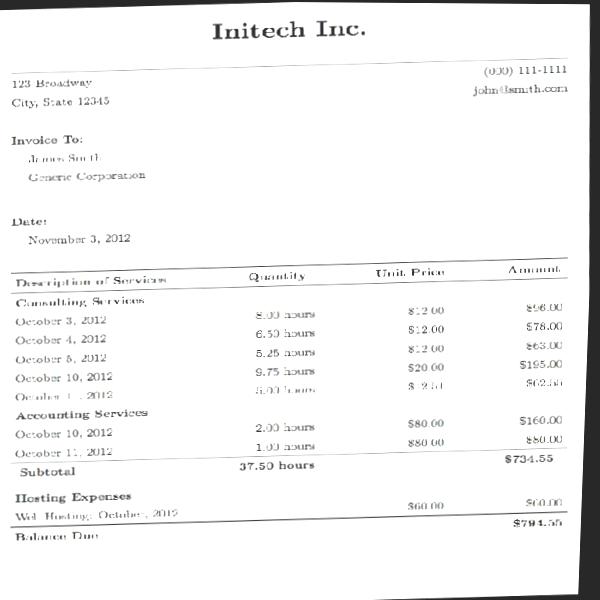 Initech Inc.
123 Broadway
(000) 111-1111
City, State 12345
john@smith.com
Invoice To:
James Smith
Generic Corporation
Date:
November 3, 2012
Description of Services Quantity Unit Price Amount
Consulting Services
October 3, 2012 8.00 hours $12.00 $96.00
October 4, 2012 6.50 hours $12.00 $78.00
October 5, 2012 5.25 hours $12.00 $63.00
October 10, 2012 9.75 hours $20.00 $195.00
October 2012 5.00 hours $12.51 $62.55
Accounting Services
October 10, 2012 2.00 hours $80.00 $160.00
October 11, 2012 1.00 hours $80.00 $80.00
Subtotal 37.50 hours $734.55
Hosting Expenses
Web Hosting: October, 2012 $60.00 $60.00
Balance Due $794.55